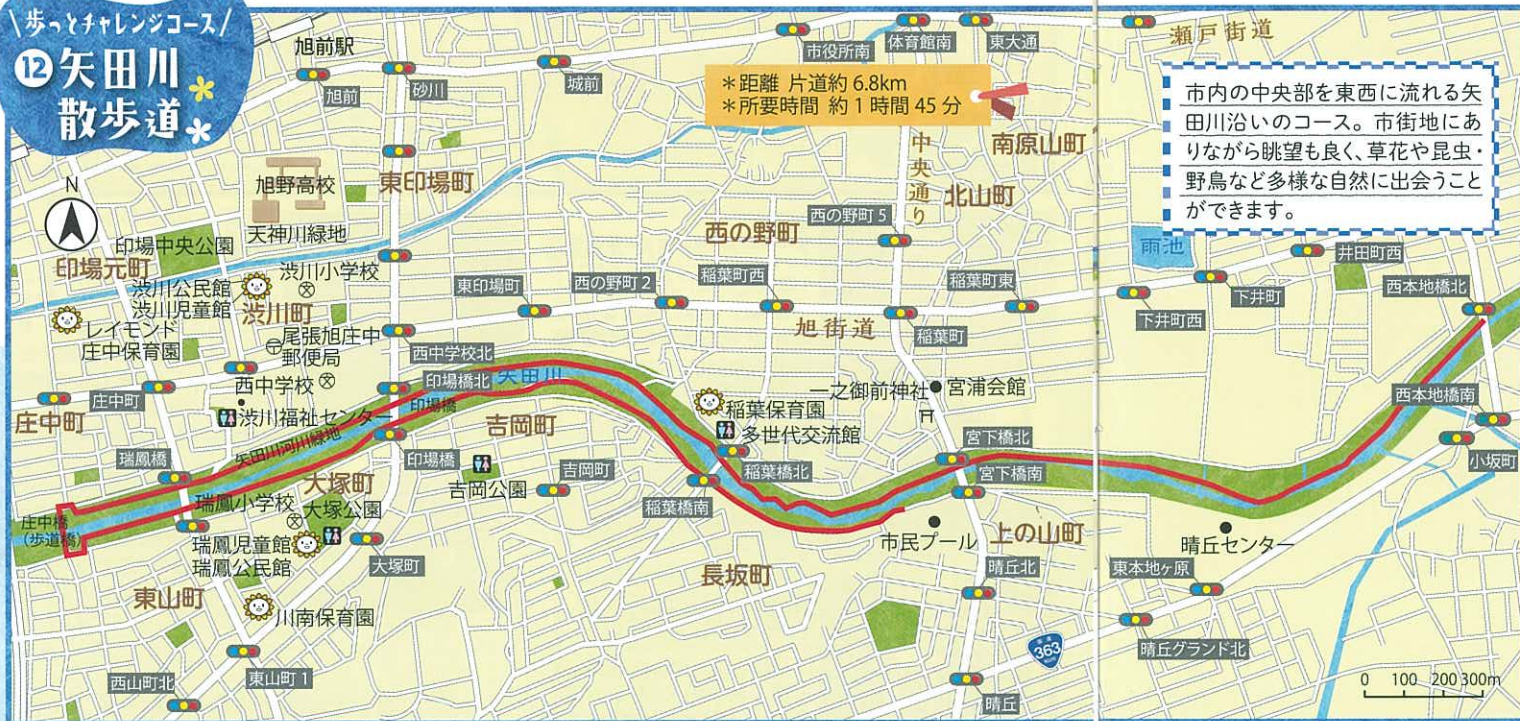 歩っとチャレンジコース
12 矢田川
散歩道
*距離 片道約 6.8km
*所要時間 約 1 時間 45 分
市内の中央部を東西に流れる矢
田川沿いのコース。市街地にあ
りながら眺望も良く、草花や昆虫・
野鳥など多様な自然に出会うこと
ができます。
瀬戸街道
旭前駅
旭前
砂川
城前
市役所南
体育館南
東大通
南原山町
中央通り
北山町
N
旭野高校
天神川緑地
東印場町
印場中央公園
印場元町
渋川小学校
渋川公民館
渋川児童館
渋川町
レイモンド
庄中保育園
尾張旭庄中
郵便局
西中学校
西中学校北
東印場町
西の野町 2
西の野町
西の野町 5
稲葉町西
稲葉町東
稲葉町
旭街道
雨池
井田町西
下井町
下井町西
西本地橋北
西本地橋南
小坂町
庄中町
庄中町
渋川福祉センター
印場橋北
印場橋
印場橋
矢田川
矢田川河川緑地
瑞鳳橋
庄中橋
(歩道橋)
瑞鳳小学校
大塚町
大塚公園
瑞鳳児童館
瑞鳳公民館
大塚町
東山町
川南保育園
西山町北
東山町 1
吉岡町
吉岡公園
吉岡町
稲葉保育園
多世代交流館
稲葉橋北
稲葉橋南
一之御前神社
宮浦会館
宮下橋北
宮下橋南
市民プール
上の山町
長坂町
晴丘北
晴丘
363
晴丘センター
東本地ヶ原
晴丘グランド北
0 100 200 300m